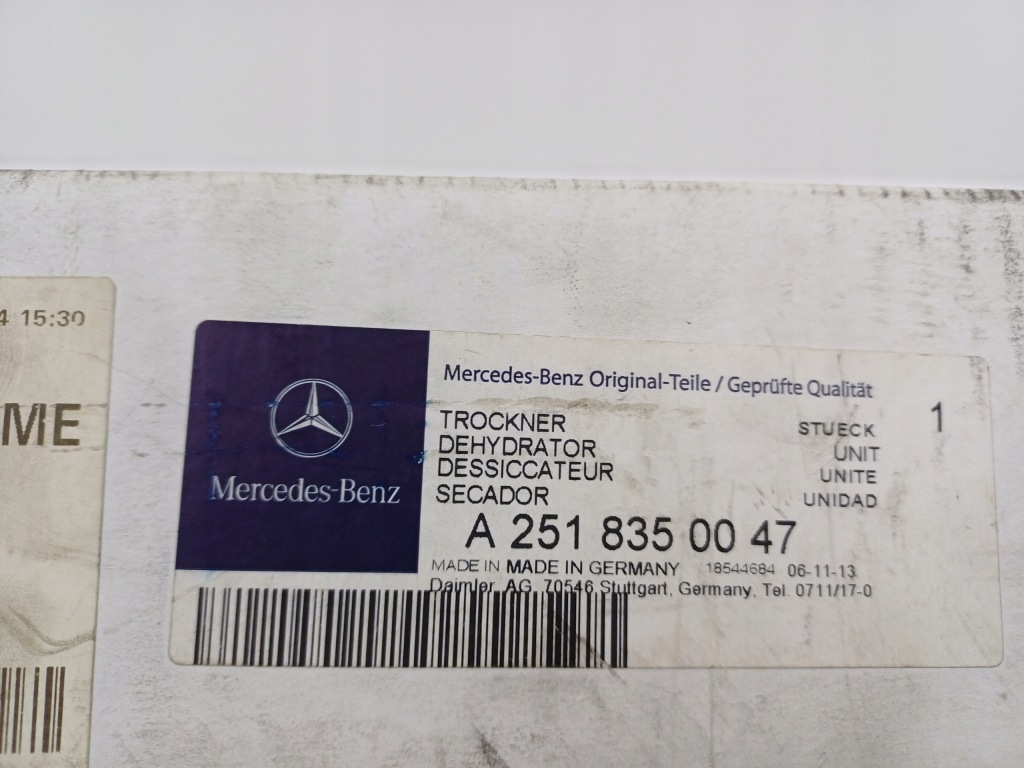 4 15:30
ME
Mercedes-Benz
Mercedes-Benz Original-Teile / Geprüfte Qualität
TROCKNER STUECK 1
DEHYDRATOR UNIT
DESSICCATEUR UNITE
SECADOR UNIDAD
A 251 835 00 47
MADE IN MADE IN GERMANY 18544684 06-11-13
Daimler AG, 70546 Stuttgart, Germany, Tel. 0711/17-0